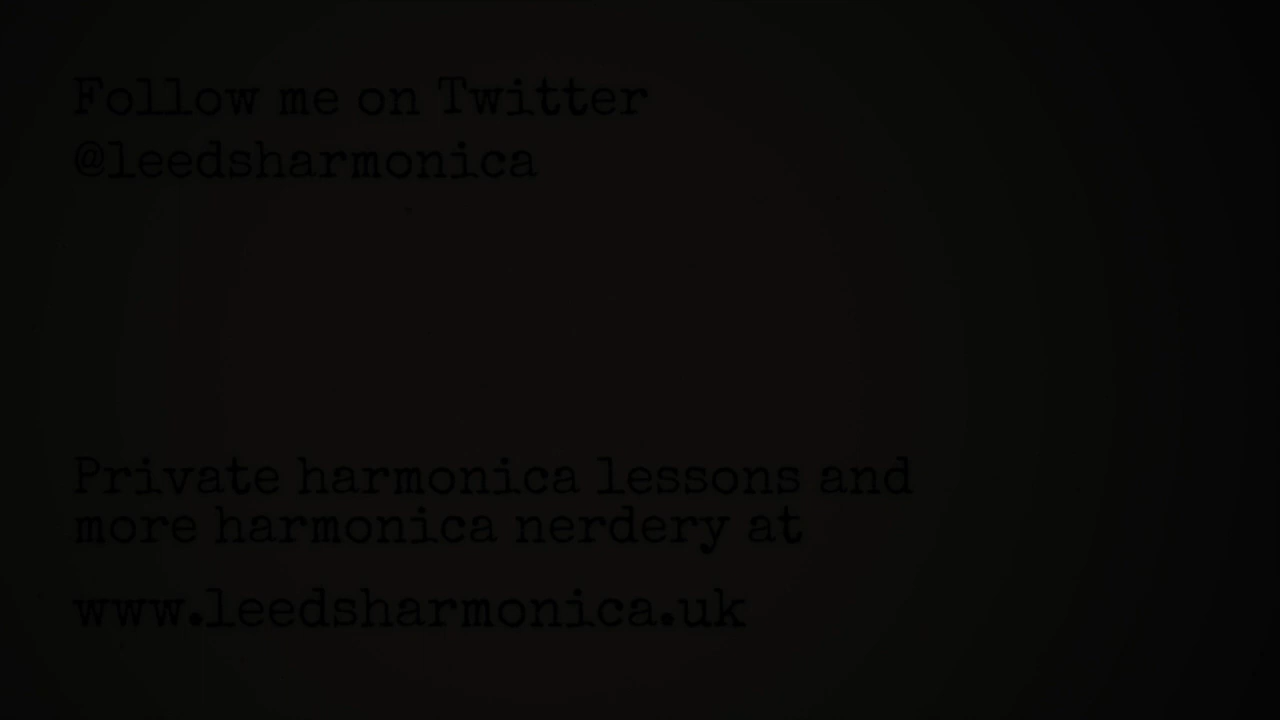 Follow me on Twitter
@leedsharmonica
Private harmonica lessons and
more harmonica nerdery at
www.leedsharmonica.uk